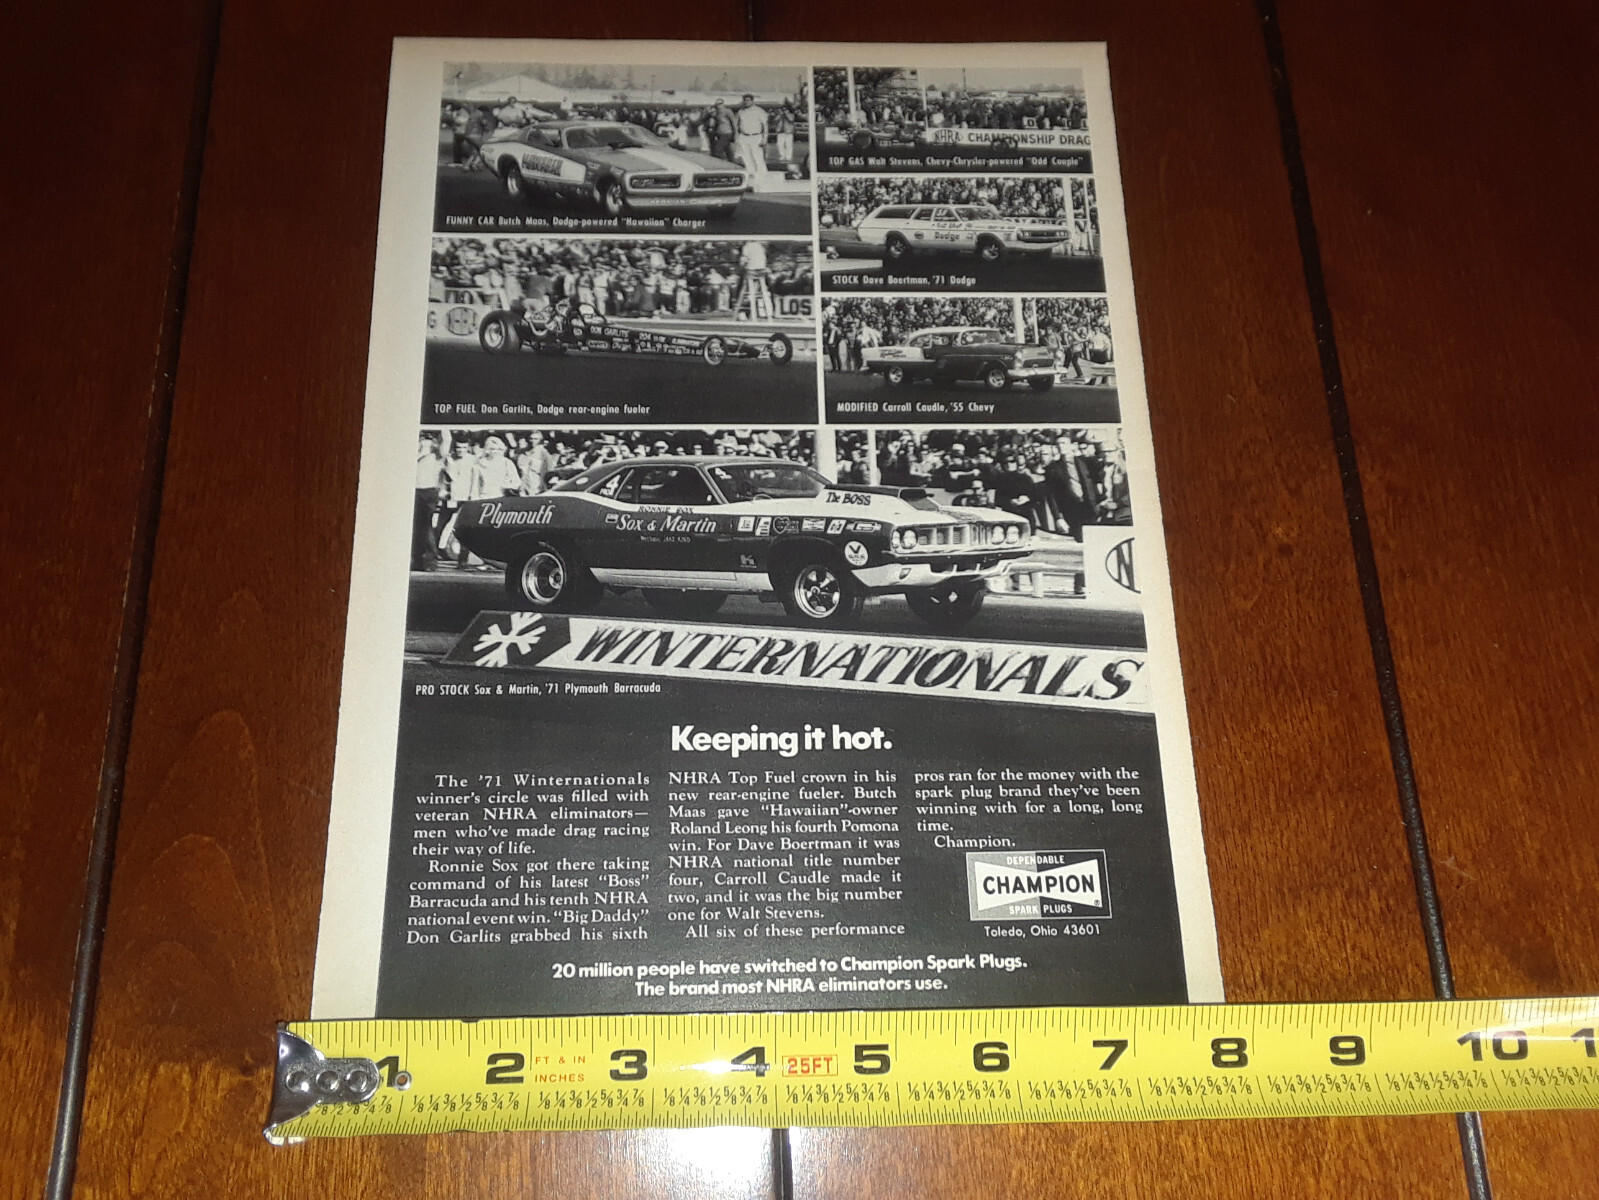 HAWAIIAN
FUNNY CAR Butch Maas, Dodge-powered "Hawaiian" Charger
NHRA CHAMPIONSHIP DRAG
TOP GAS Walt Stevens, Chevy-Chrysler-powered "Odd Couple"
Dodge
STOCK Dave Boertman, '71 Dodge
LOS
DON GARLITS
TOP FUEL Don Garlits, Dodge rear-engine fueler
MODIFIED Carroll Caudle, '55 Chevy
The BOSS
Plymouth
RONNIE SOX
Sox & Martin
N
WINTERNATIONALS
PRO STOCK Sox & Martin, '71 Plymouth Barracuda
Keeping it hot.
The '71 Winternationals
winner's circle was filled with
veteran NHRA eliminators—
men who've made drag racing
their way of life.
Ronnie Sox got there taking
command of his latest "Boss"
Barracuda and his tenth NHRA
national event win. "Big Daddy"
Don Garlits grabbed his sixth
NHRA Top Fuel crown in his
new rear-engine fueler. Butch
Maas gave "Hawaiian"-owner
Roland Leong his fourth Pomona
win. For Dave Boertman it was
NHRA national title number
four, Carroll Caudle made it
two, and it was the big number
one for Walt Stevens.
All six of these performance
pros ran for the money with the
spark plug brand they've been
winning with for a long, long
time.
Champion.
DEPENDABLE
CHAMPION
SPARK PLUGS
Toledo, Ohio 43601
20 million people have switched to Champion Spark Plugs.
The brand most NHRA eliminators use.
1 2 FT & IN INCHES 3 4 25FT 5 6 7 8 9 10 1